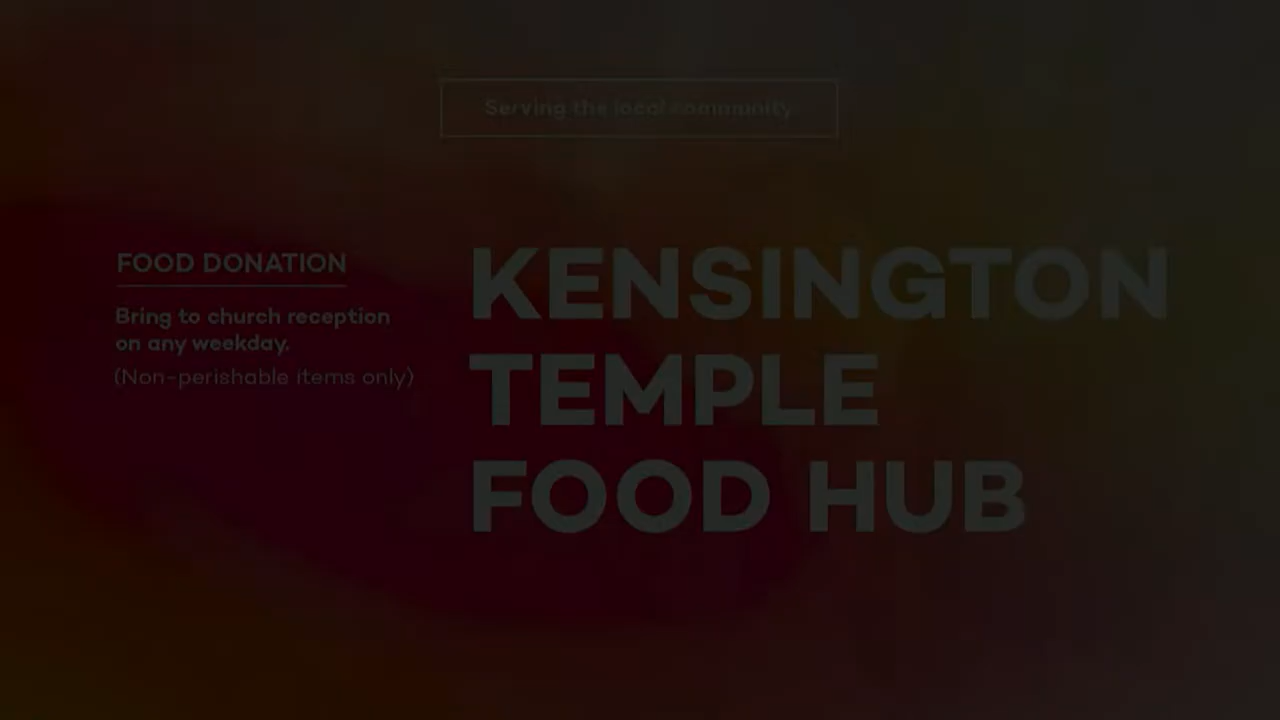 Serving the local community
FOOD DONATION
Bring to church reception
on any weekday.
(Non-perishable items only)
KENSINGTON
TEMPLE
FOOD HUB